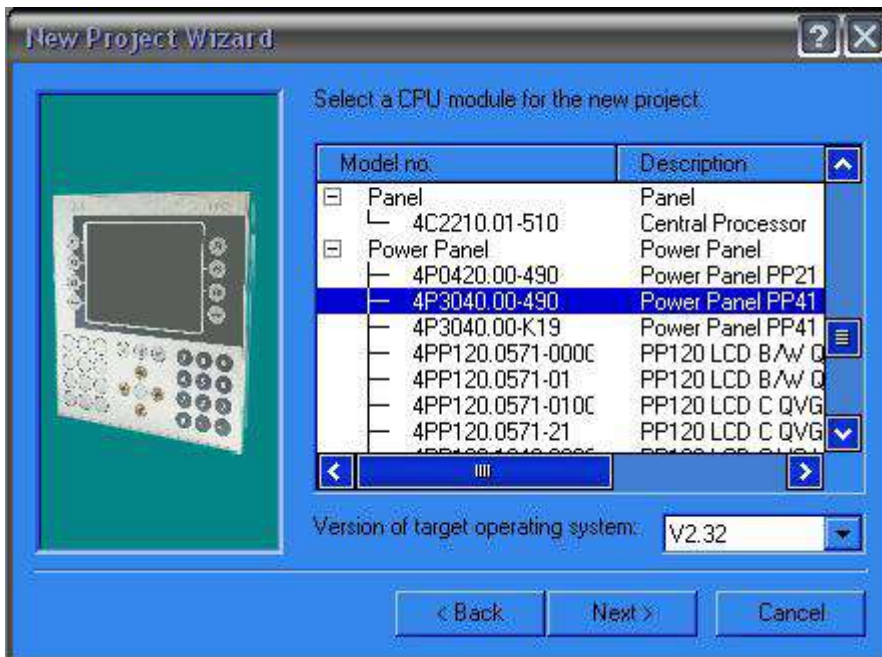 New Project Wizard
Select a CPU module for the new project.
Model no. Description
Panel Panel
4C2210.01-510 Central Processor
Power Panel Power Panel
4P0420.00-490 Power Panel PP21
4P3040.00-490 Power Panel PP41
4P3040.00-K19 Power Panel PP41
4PP120.0571-000C PP120 LCD B/W Q
4PP120.0571-01 PP120 LCD B/W Q
4PP120.0571-010C PP120 LCD C QVG
4PP120.0571-21 PP120 LCD C QVG
Version of target operating system: V2.32
< Back Next > Cancel